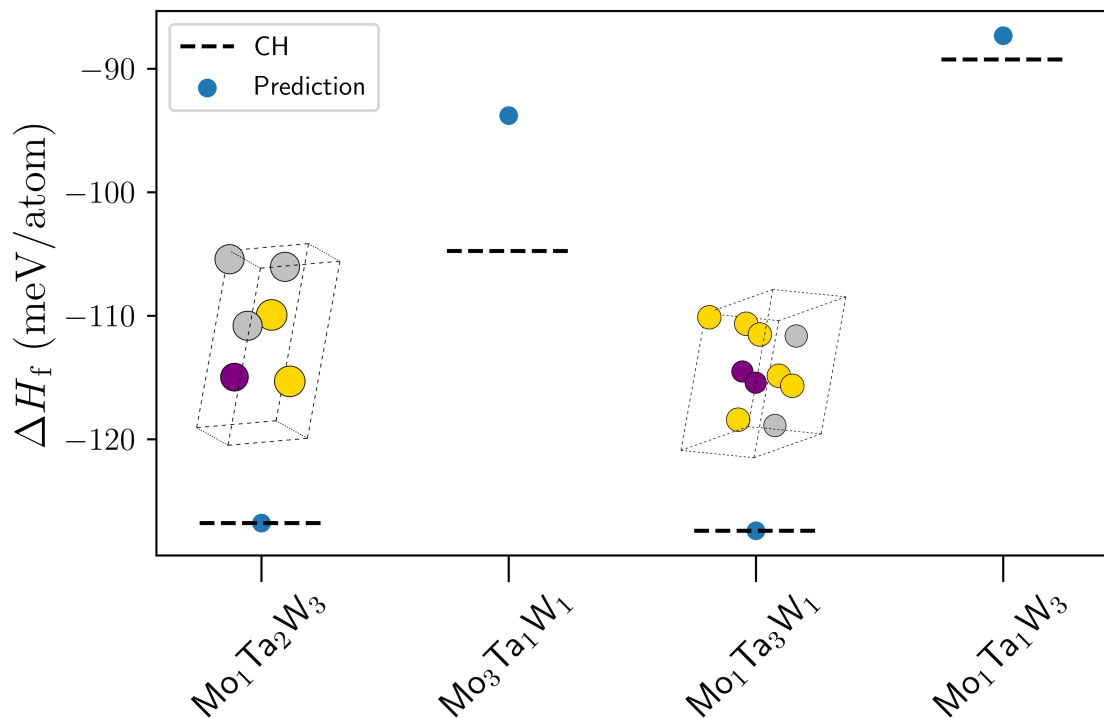 CH
Prediction
ΔH_f (meV/atom)
−90
−100
−110
−120
Mo₁Ta₂W₃
Mo₃Ta₁W₁
Mo₁Ta₃W₁
Mo₁Ta₁W₃